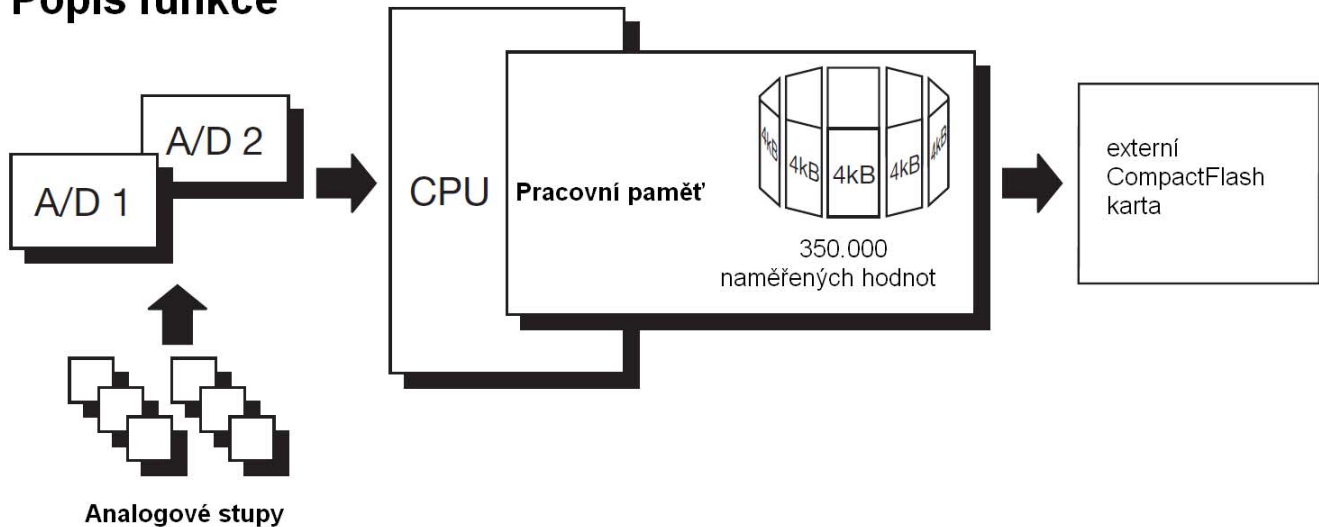 Popis funkce
A/D 2
A/D 1
CPU
Pracovní paměť
4kB
4kB
4kB
4kB
4kB
350.000
naměřených hodnot
externí
CompactFlash
karta
Analogové stupy